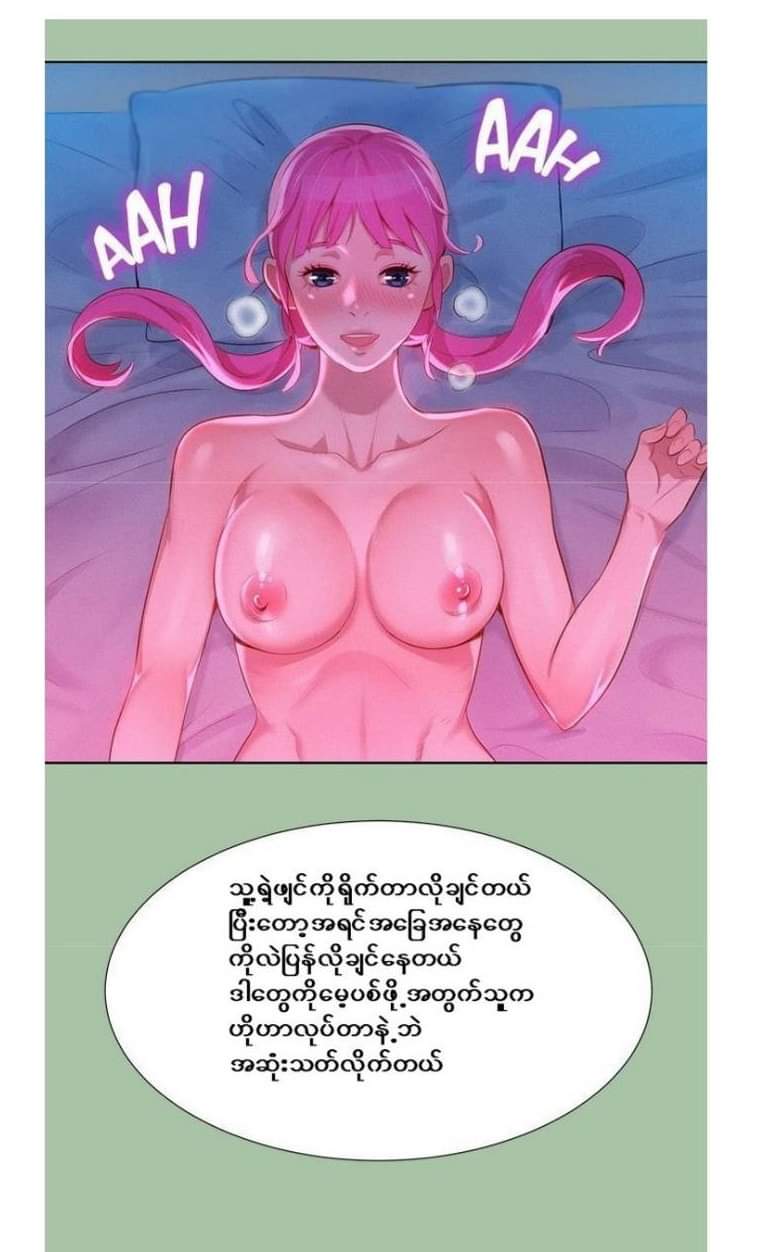 AAH
AAH
သူ့ရဲ့ဖျင်ကိုရိုက်တာလိုချင်တယ်
ပြီးတော့အရင်အခြေအနေတွေ
ကိုလဲပြန်လိုချင်နေတယ်
ဒါတွေကိုမေ့ပစ်ဖို့အတွက်သူက
ဟိုဟာလုပ်တာနဲ့ဘဲ
အဆုံးသတ်လိုက်တယ်